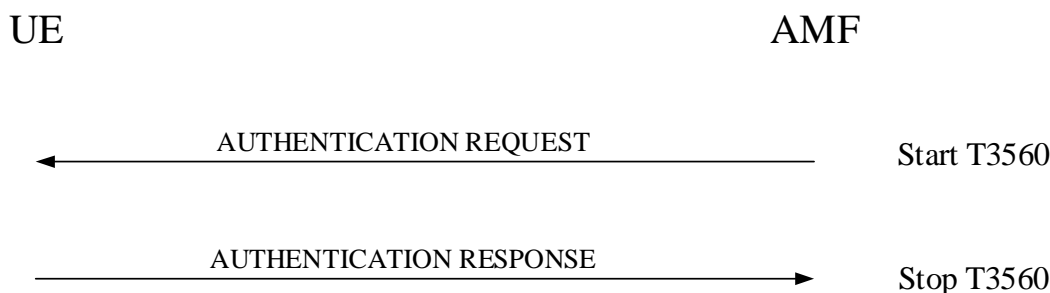 UE AMF
AUTHENTICATION REQUEST Start T3560
AUTHENTICATION RESPONSE Stop T3560